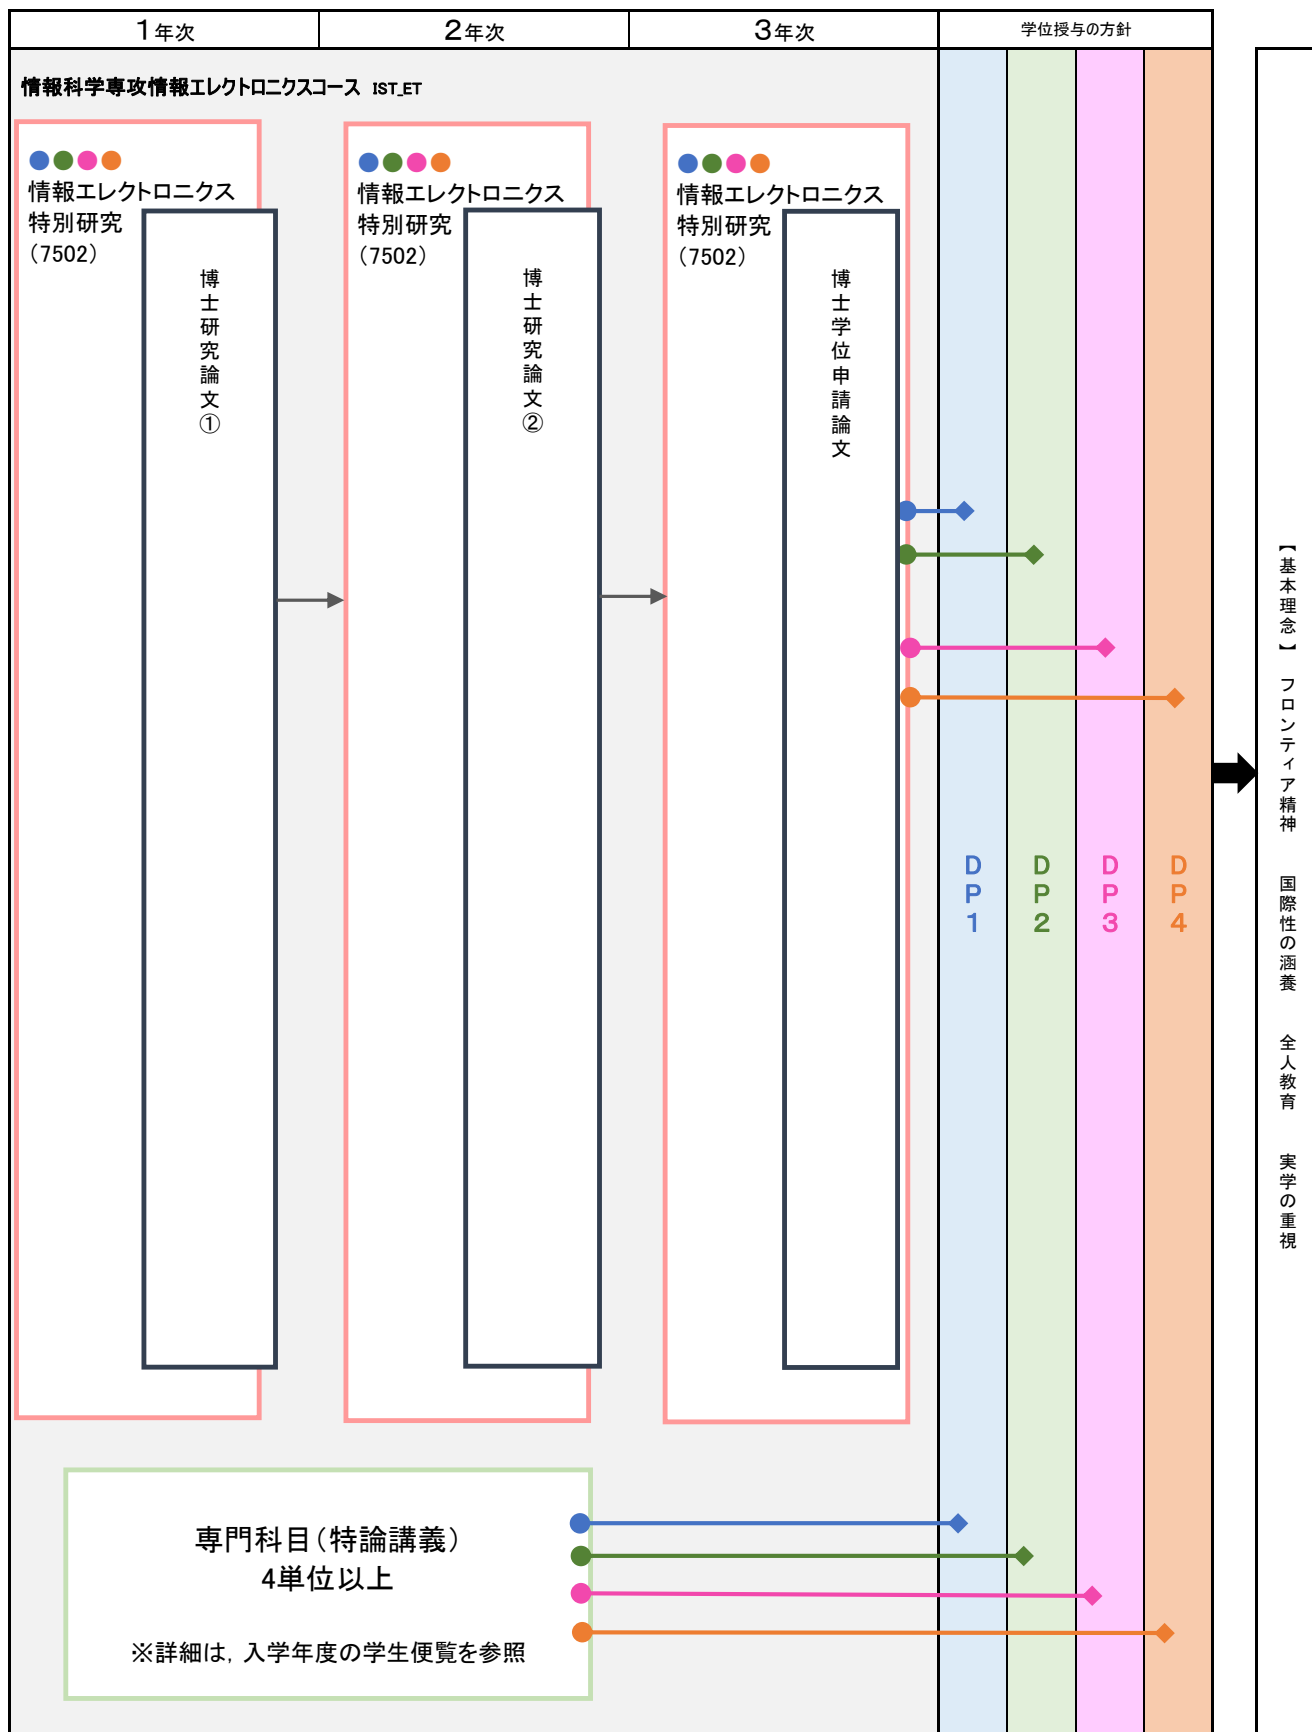 1年次
2年次
3年次
学位授与の方針
情報科学専攻情報エレクトロニクスコース IST_ET
情報エレクトロニクス
特別研究
(7502)
博士研究論文①
情報エレクトロニクス
特別研究
(7502)
博士研究論文②
情報エレクトロニクス
特別研究
(7502)
博士学位申請論文
DP1
DP2
DP3
DP4
【基本理念】 フロンティア精神 国際性の涵養 全人教育 実学の重視
専門科目（特論講義）
4単位以上
※詳細は，入学年度の学生便覧を参照